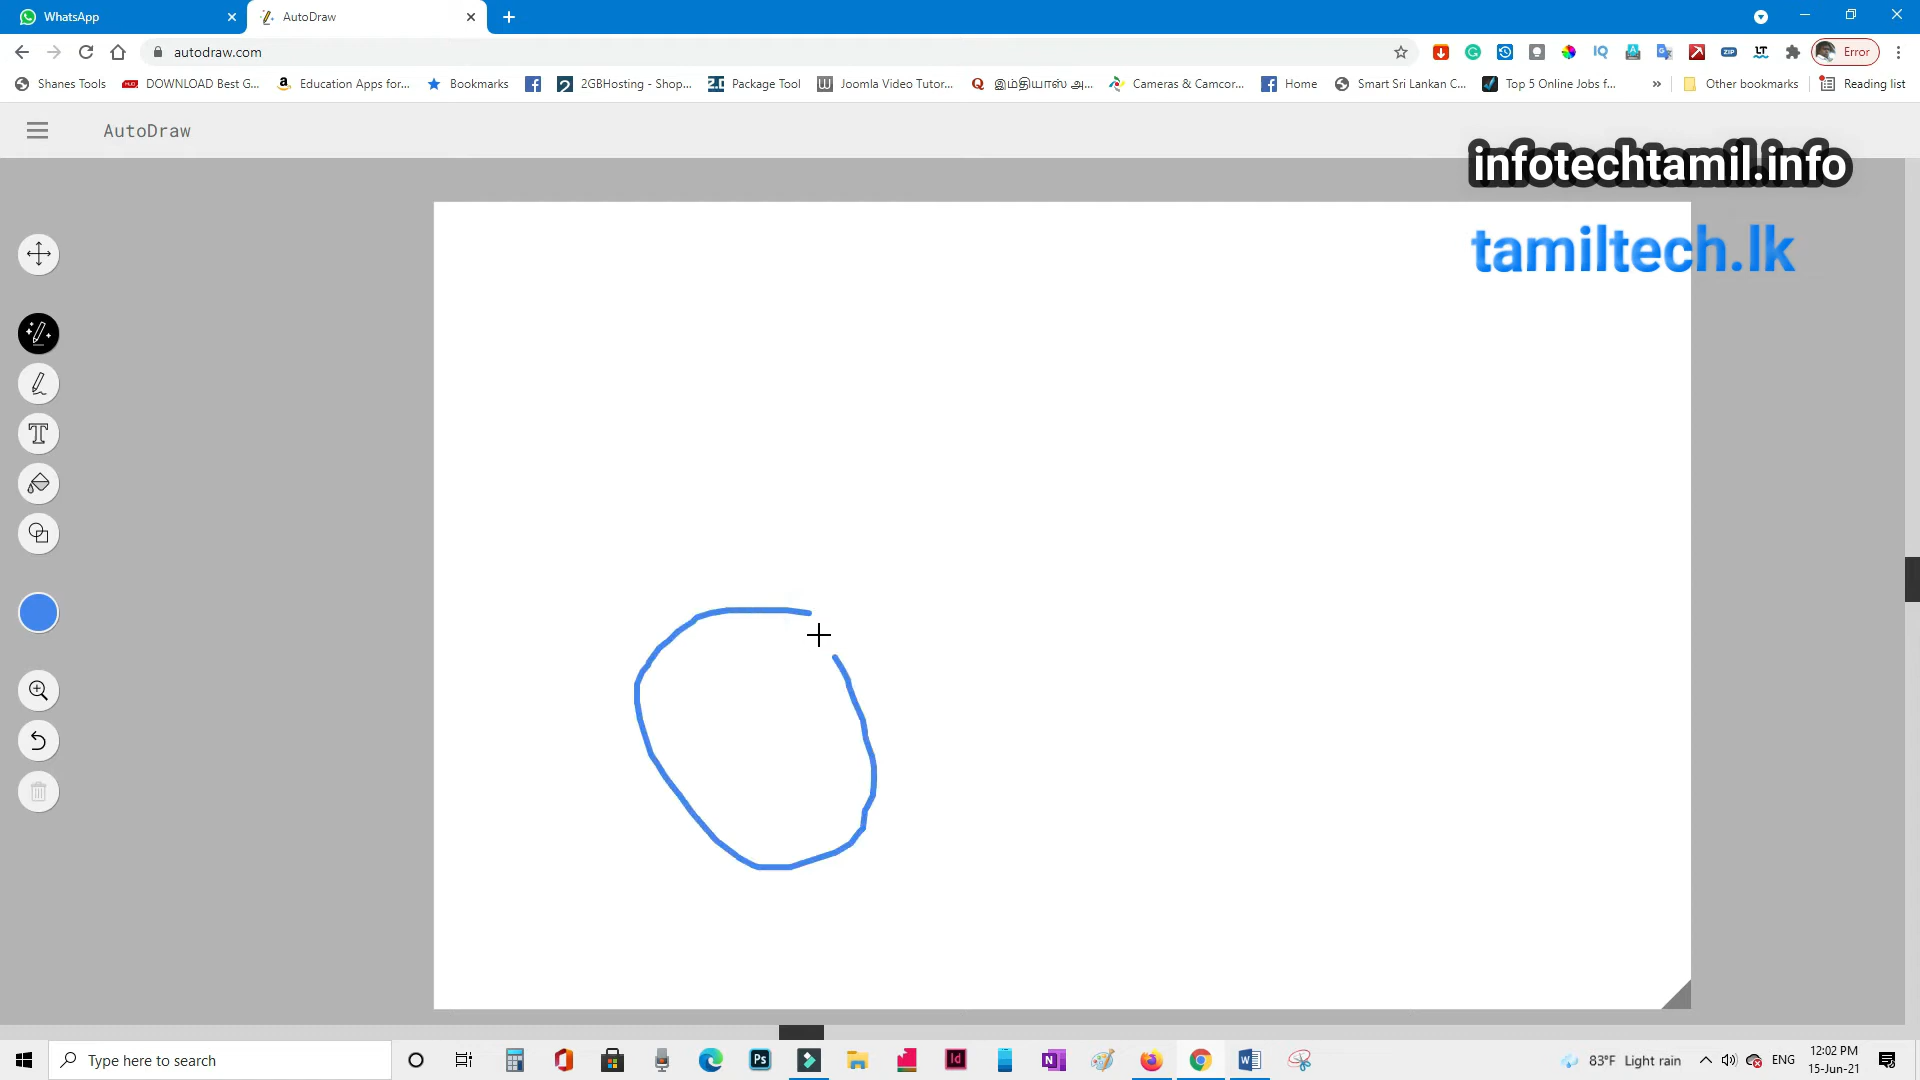 WhatsApp
AutoDraw
autodraw.com
Error
Shanes Tools
DOWNLOAD Best G...
Education Apps for...
Bookmarks
2GBHosting - Shop...
Package Tool
Joomla Video Tutor...
இம்தியாஸ் அ...
Cameras & Camcor...
Home
Smart Sri Lankan C...
Top 5 Online Jobs f...
Other bookmarks
Reading list
AutoDraw
infotechtamil.info
tamiltech.lk
Type here to search
83°F Light rain
ENG
12:02 PM
15-Jun-21